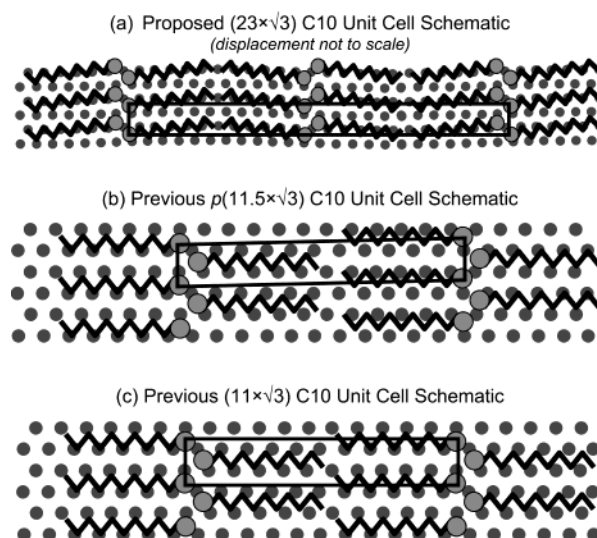 (a) Proposed (23×√3) C10 Unit Cell Schematic
(displacement not to scale)
(b) Previous p(11.5×√3) C10 Unit Cell Schematic
(c) Previous (11×√3) C10 Unit Cell Schematic